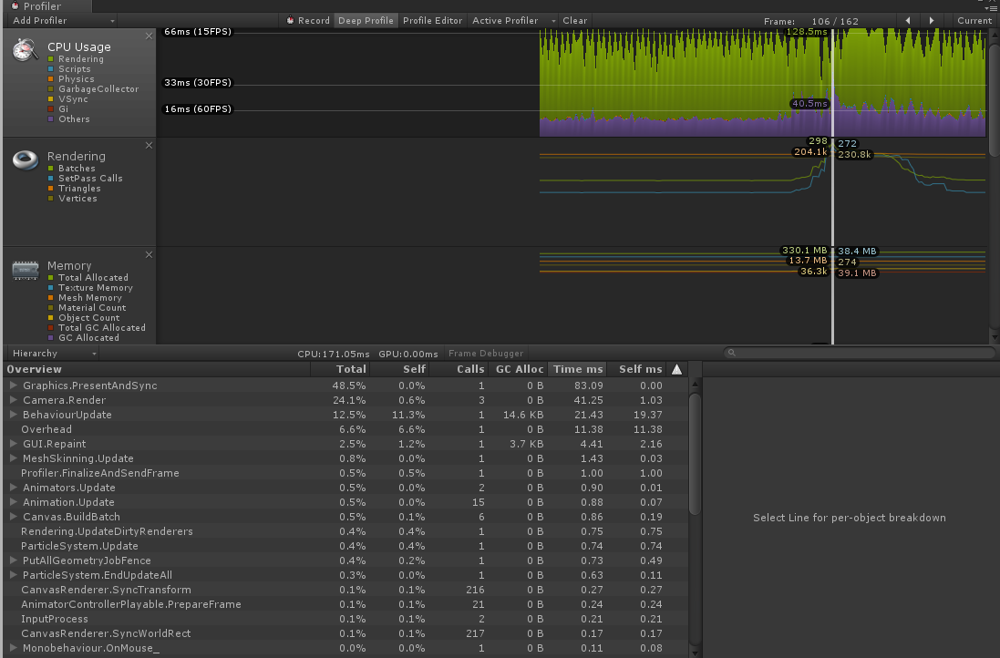 Profiler
Add Profiler Record Deep Profile Profile Editor Active Profiler Clear Frame: 106 / 162 Current
CPU Usage
Rendering
Scripts
Physics
GarbageCollector
VSync
Gi
Others
66ms (15FPS)
33ms (30FPS)
16ms (60FPS)
128.5ms
40.5ms
Rendering
Batches
SetPass Calls
Triangles
Vertices
298 272
204.1k 230.8k
Memory
Total Allocated
Texture Memory
Mesh Memory
Material Count
Object Count
Total GC Allocated
GC Allocated
330.1 MB 38.4 MB
13.7 MB 274
36.3k 39.1 MB
Hierarchy CPU:171.05ms GPU:0.00ms Frame Debugger
Overview Total Self Calls GC Alloc Time ms Self ms
Graphics.PresentAndSync 48.5% 0.0% 1 0 B 83.09 0.00
Camera.Render 24.1% 0.6% 3 0 B 41.25 1.03
BehaviourUpdate 12.5% 11.3% 1 14.6 KB 21.43 19.37
Overhead 6.6% 6.6% 1 0 B 11.38 11.38
GUI.Repaint 2.5% 1.2% 1 3.7 KB 4.41 2.16
MeshSkinning.Update 0.8% 0.0% 1 0 B 1.43 0.03
Profiler.FinalizeAndSendFrame 0.5% 0.5% 1 0 B 1.00 1.00
Animators.Update 0.5% 0.0% 2 0 B 0.90 0.01
Animation.Update 0.5% 0.0% 15 0 B 0.88 0.07
Canvas.BuildBatch 0.5% 0.1% 6 0 B 0.86 0.19
Rendering.UpdateDirtyRenderers 0.4% 0.4% 1 0 B 0.75 0.75
ParticleSystem.Update 0.4% 0.4% 1 0 B 0.74 0.74
PutAllGeometryJobFence 0.4% 0.2% 1 0 B 0.73 0.49
ParticleSystem.EndUpdateAll 0.3% 0.0% 1 0 B 0.63 0.11
CanvasRenderer.SyncTransform 0.1% 0.1% 216 0 B 0.27 0.27
AnimatorControllerPlayable.PrepareFrame 0.1% 0.1% 21 0 B 0.24 0.24
InputProcess 0.1% 0.1% 2 0 B 0.21 0.21
CanvasRenderer.SyncWorldRect 0.1% 0.1% 217 0 B 0.17 0.17
Monobehaviour.OnMouse_ 0.0% 0.0% 1 0 B 0.11 0.08
Select Line for per-object breakdown